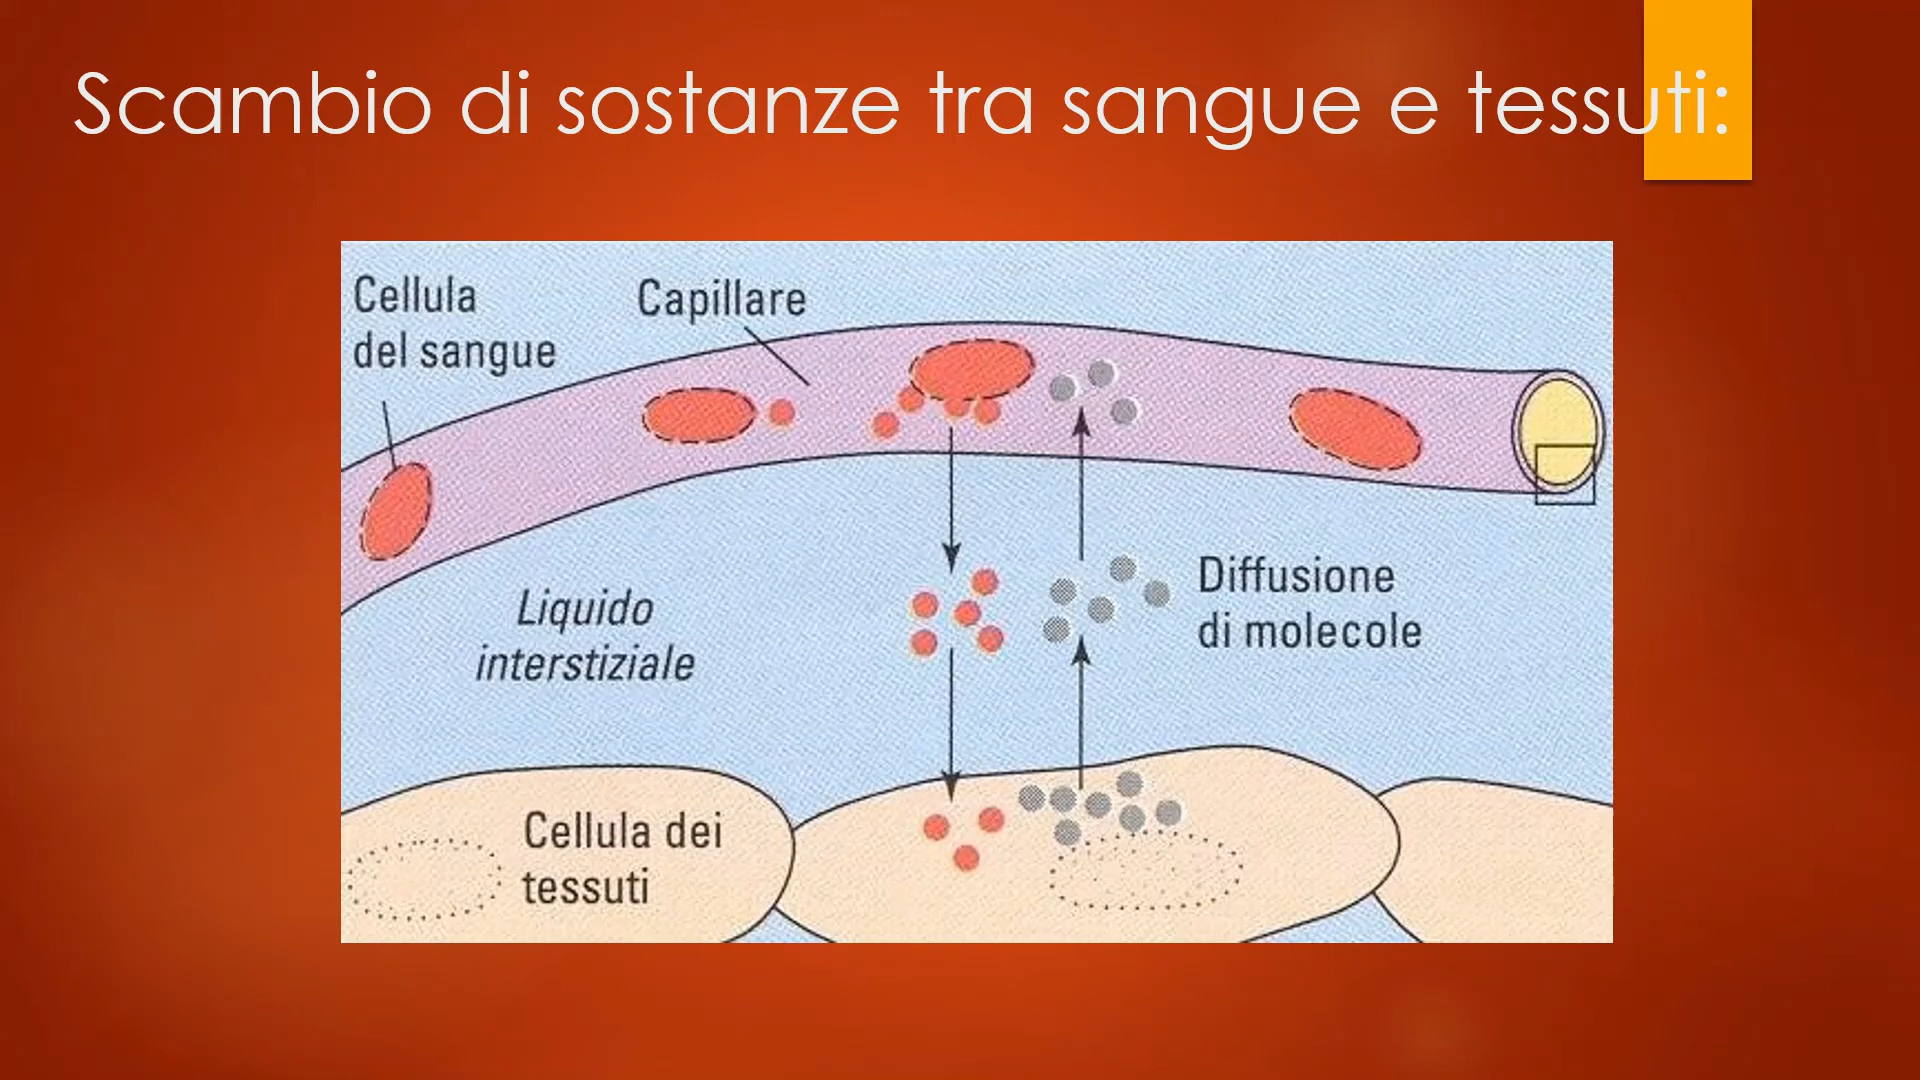 Scambio di sostanze tra sangue e tessuti:
Cellula
del sangue
Capillare
Liquido
interstiziale
Diffusione
di molecole
Cellula dei
tessuti